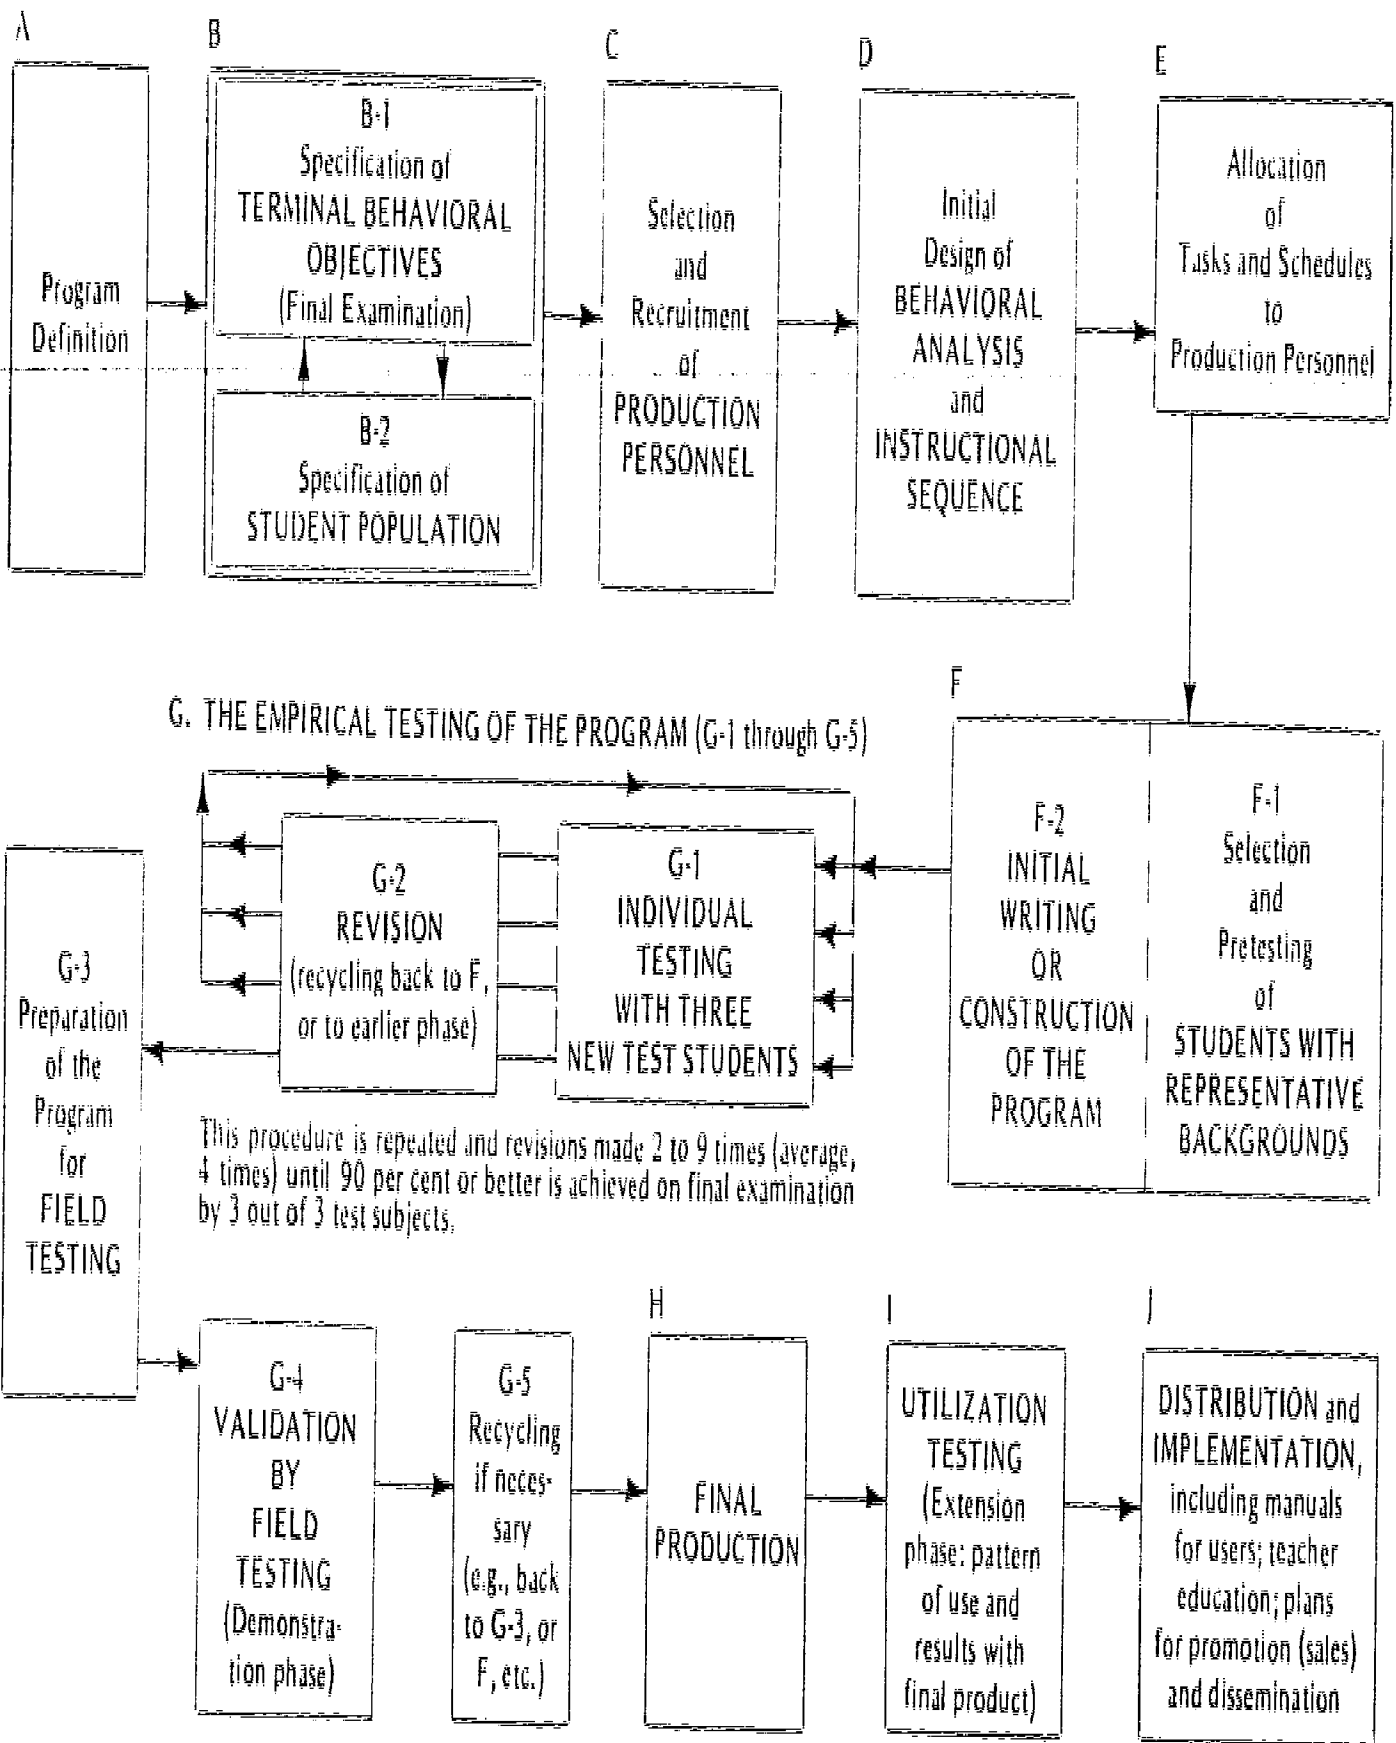 A
Program
Definition
B
B-1
Specification of
TERMINAL BEHAVIORAL
OBJECTIVES
(Final Examination)
B-2
Specification of
STUDENT POPULATION
C
Selection
and
Recruitment
of
PRODUCTION
PERSONNEL
D
Initial
Design of
BEHAVIORAL
ANALYSIS
and
INSTRUCTIONAL
SEQUENCE
E
Allocation
of
Tasks and Schedules
to
Production Personnel
F
F-1
Selection
and
Pretesting
of
STUDENTS WITH
REPRESENTATIVE
BACKGROUNDS
F-2
INITIAL
WRITING
OR
CONSTRUCTION
OF THE
PROGRAM
G. THE EMPIRICAL TESTING OF THE PROGRAM (G-1 through G-5)
G-1
INDIVIDUAL
TESTING
WITH THREE
NEW TEST STUDENTS
G-2
REVISION
(recycling back to F,
or to earlier phase)
This procedure is repeated and revisions made 2 to 9 times (average,
4 times) until 90 per cent or better is achieved on final examination
by 3 out of 3 test subjects.
G-3
Preparation
of the
Program
for
FIELD
TESTING
G-4
VALIDATION
BY
FIELD
TESTING
(Demonstra-
tion phase)
G-5
Recycling
if neces-
sary
(e.g., back
to G-3, or
F, etc.)
H
FINAL
PRODUCTION
I
UTILIZATION
TESTING
(Extension
phase: pattern
of use and
results with
final product)
J
DISTRIBUTION and
IMPLEMENTATION,
including manuals
for users; teacher
education; plans
for promotion (sales)
and dissemination